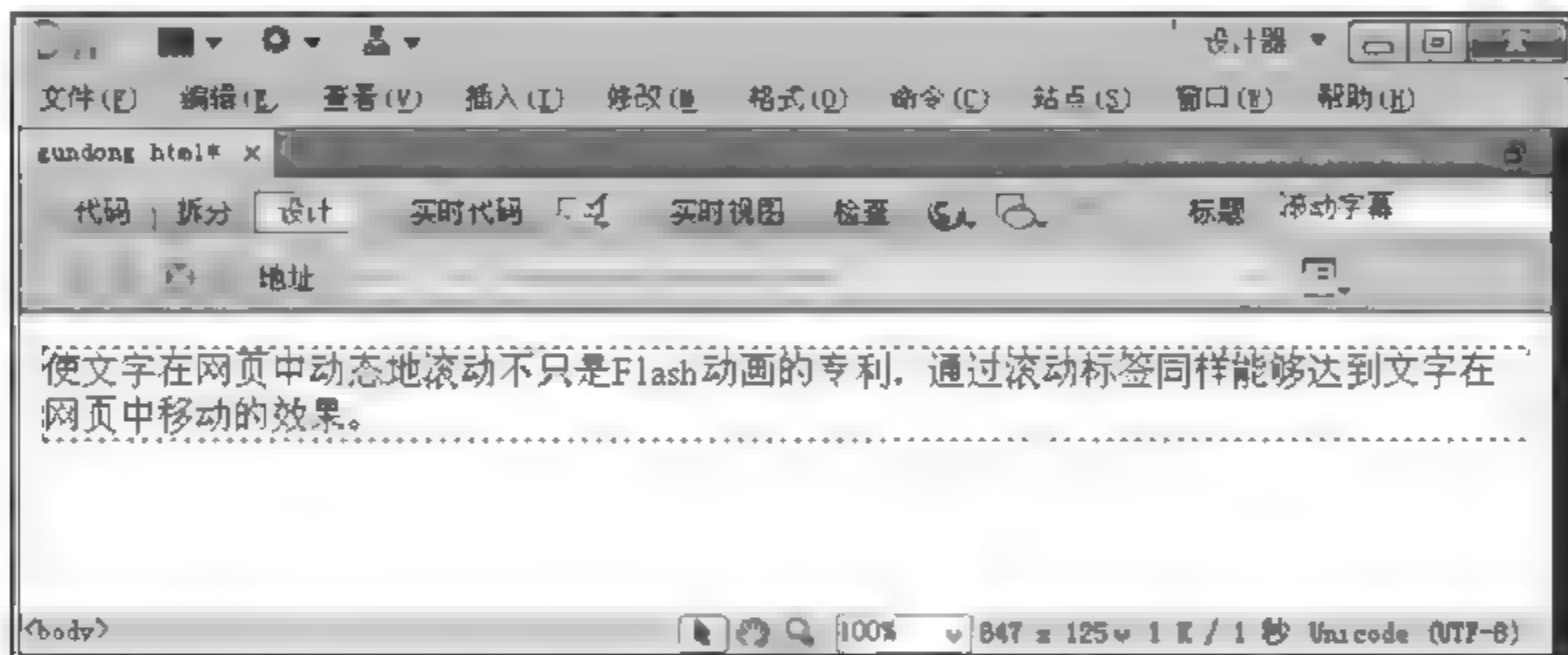 设计器
文件(F) 编辑(E) 查看(V) 插入(I) 修改(M 格式(O) 命令(C) 站点(S) 窗口(W) 帮助(H)
gundong html* ×
代码 拆分 设计 实时代码 实时视图 检查 标题 滚动字幕
地址
使文字在网页中动态地滚动不只是Flash动画的专利，通过滚动标签同样能够达到文字在
网页中移动的效果。
<body> 100% 847 x 125 1 K / 1 秒 Unicode (UTF-8)